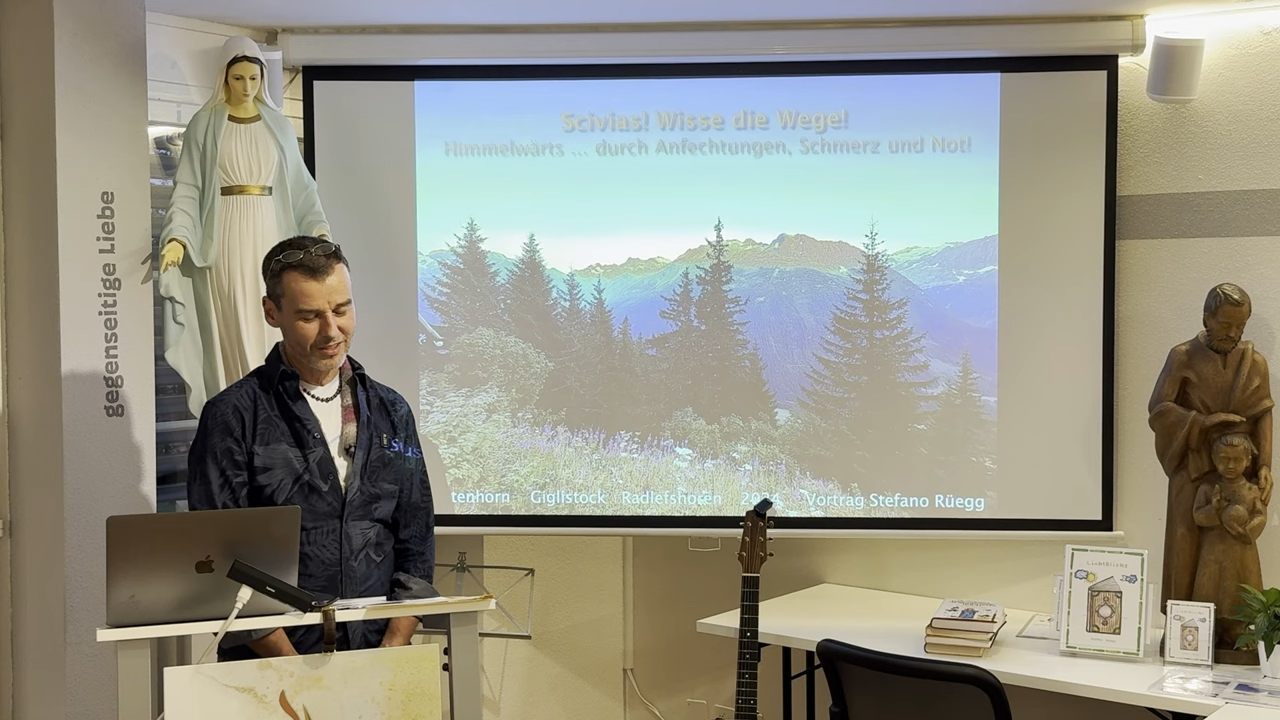 Scivias! Wisse die Wege!
Himmelwärts ... durch Anfechtungen, Schmerz und Not!
gegenseitige Liebe
tenhorn Giglistock Radlefshoren 2024 Vortrag Stefano Rüegg